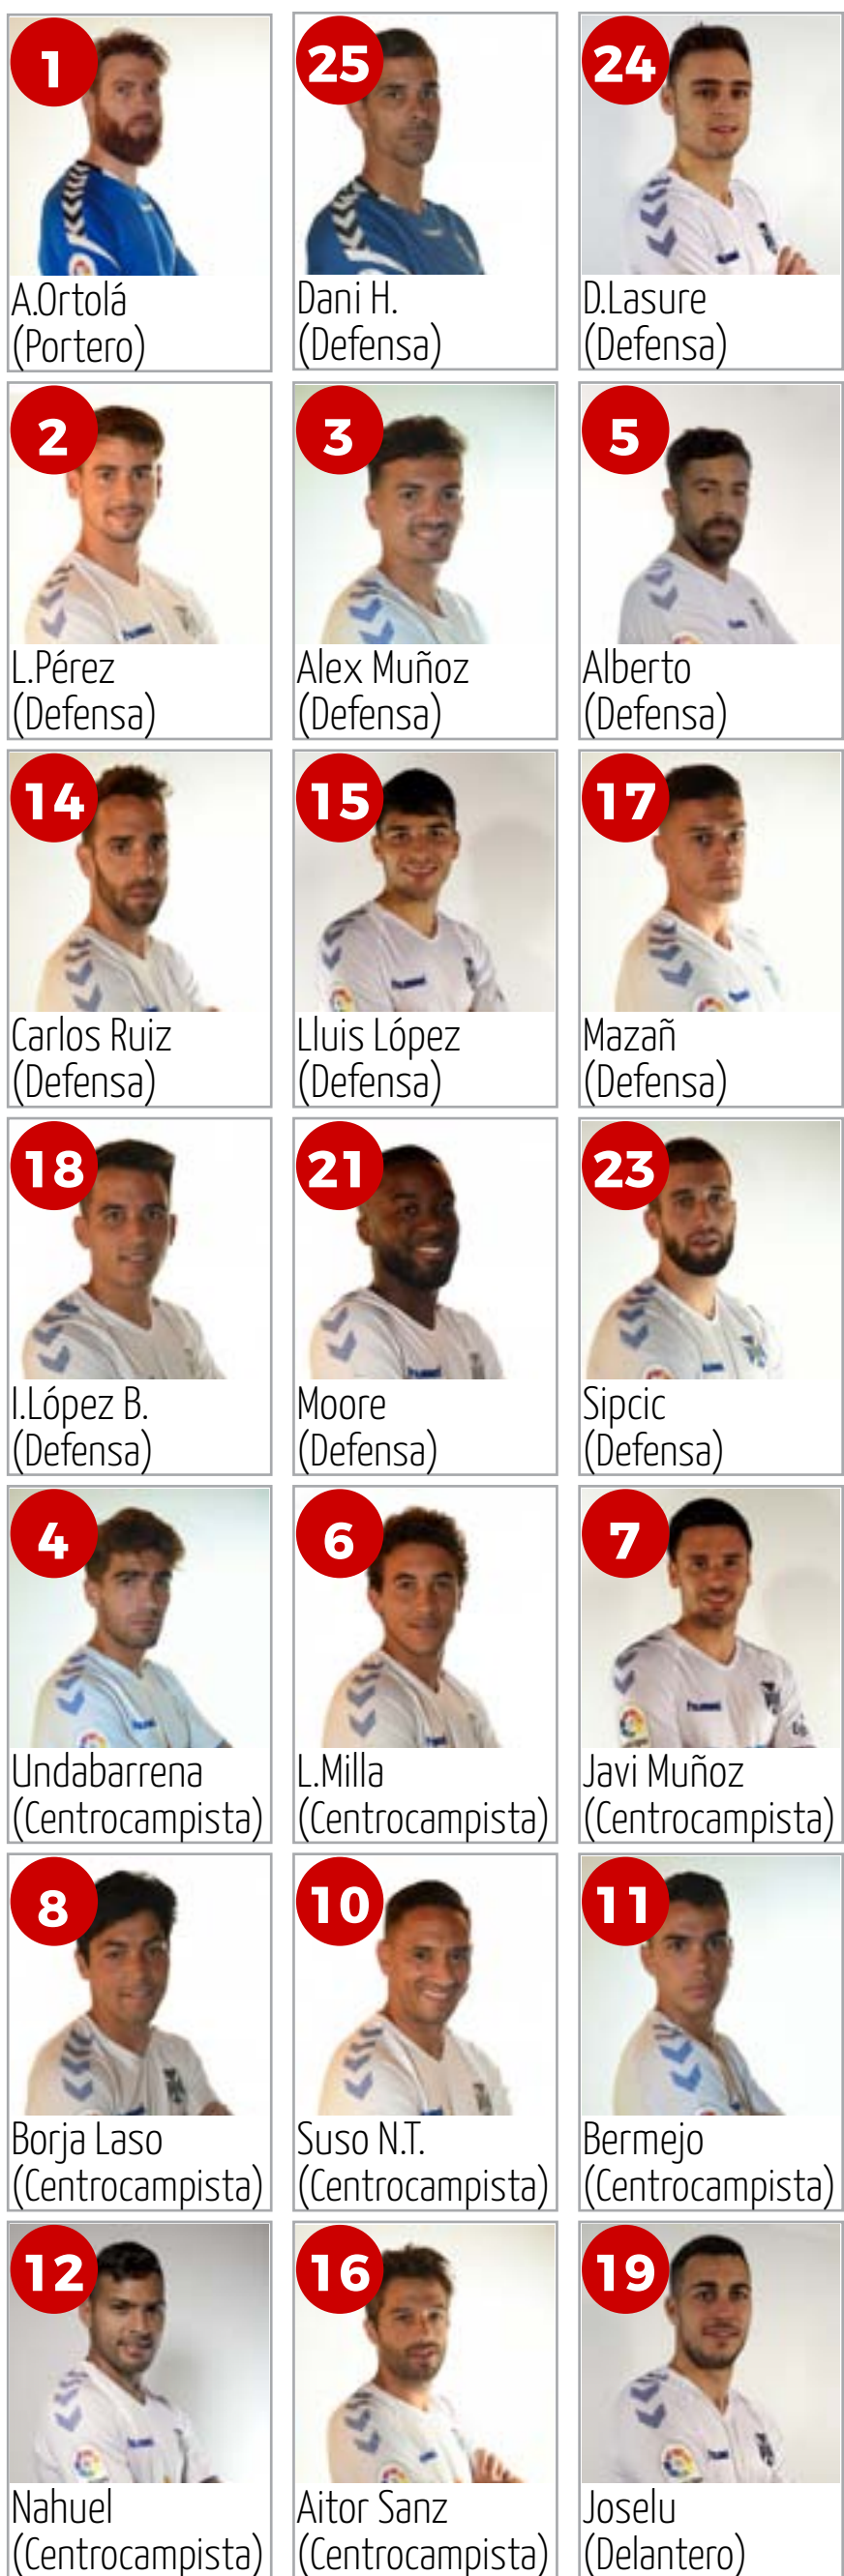 1
A.Ortolá
(Portero)
25
Dani H.
(Defensa)
24
D.Lasure
(Defensa)
2
L.Pérez
(Defensa)
3
Alex Muñoz
(Defensa)
5
Alberto
(Defensa)
14
Carlos Ruiz
(Defensa)
15
Lluis López
(Defensa)
17
Mazañ
(Defensa)
18
I.López B.
(Defensa)
21
Moore
(Defensa)
23
Sipcic
(Defensa)
4
Undabarrena
(Centrocampista)
6
L.Milla
(Centrocampista)
7
Javi Muñoz
(Centrocampista)
8
Borja Laso
(Centrocampista)
10
Suso N.T.
(Centrocampista)
11
Bermejo
(Centrocampista)
12
Nahuel
(Centrocampista)
16
Aitor Sanz
(Centrocampista)
19
Joselu
(Delantero)